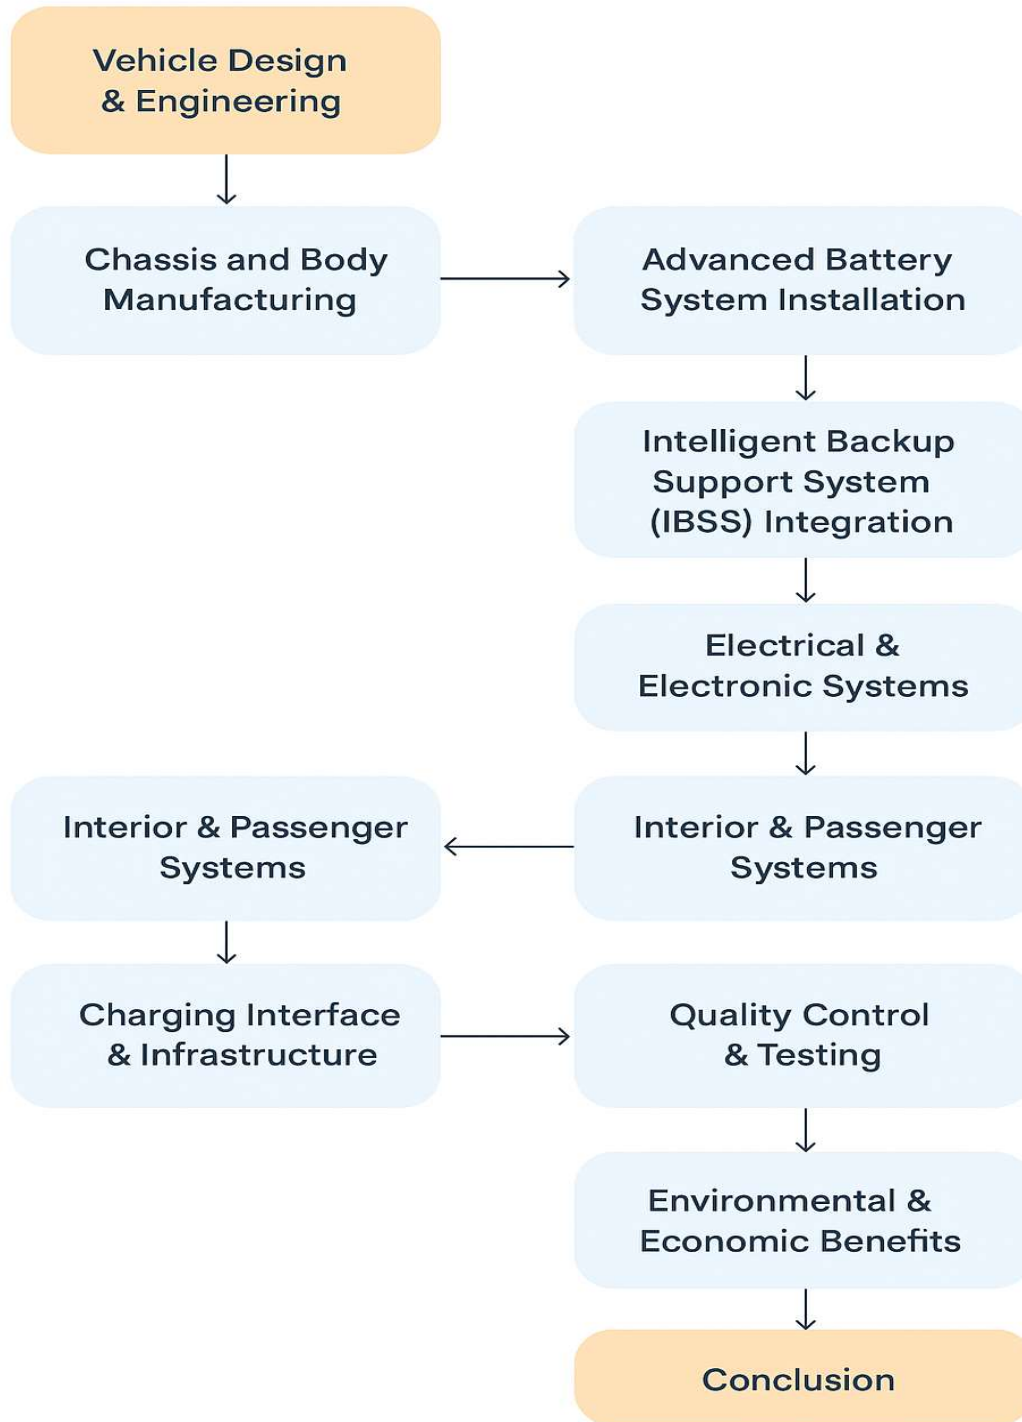 Vehicle Design
& Engineering
Chassis and Body
Manufacturing
Advanced Battery
System Installation
Intelligent Backup
Support System
(IBSS) Integration
Electrical &
Electronic Systems
Interior & Passenger
Systems
Interior & Passenger
Systems
Charging Interface
& Infrastructure
Quality Control
& Testing
Environmental &
Economic Benefits
Conclusion